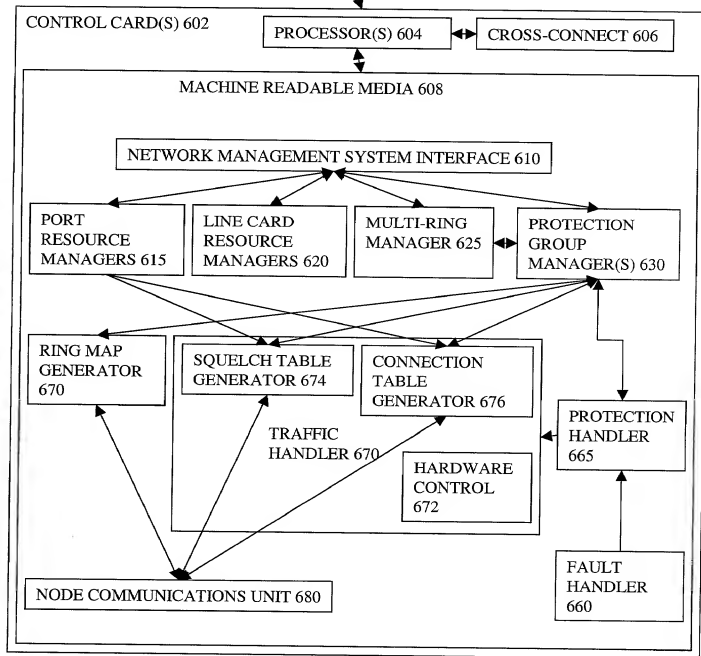 CONTROL CARD(S) 602
PROCESSOR(S) 604
CROSS-CONNECT 606
MACHINE READABLE MEDIA 608
NETWORK MANAGEMENT SYSTEM INTERFACE 610
PORT
RESOURCE
MANAGERS 615
LINE CARD
RESOURCE
MANAGERS 620
MULTI-RING
MANAGER 625
PROTECTION
GROUP
MANAGER(S) 630
RING MAP
GENERATOR
670
SQUELCH TABLE
GENERATOR 674
CONNECTION
TABLE
GENERATOR 676
TRAFFIC
HANDLER 670
HARDWARE
CONTROL
672
PROTECTION
HANDLER
665
FAULT
HANDLER
660
NODE COMMUNICATIONS UNIT 680